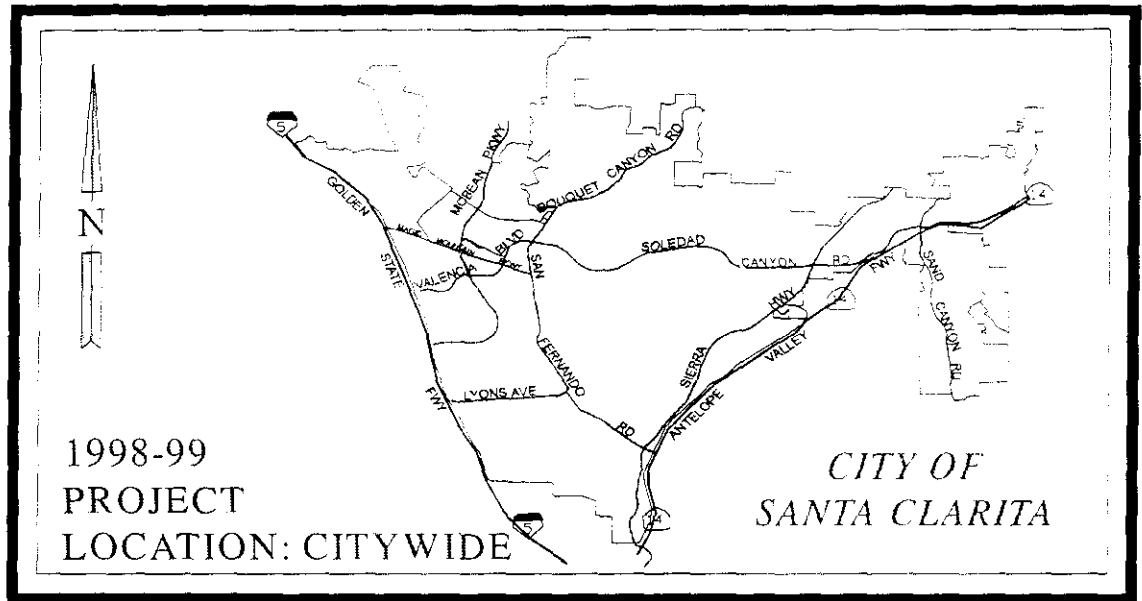 5
MCBEAN PKWY
BOUQUET CANYON RD
14
GOLDEN STATE FWY
MAGIC MOUNTAIN PKWY
VALENCIA BLVD
SOLEDAD CANYON RD
SAN FERNANDO RD
SAND CANYON RD
14
SIERRA HWY
ANTELOPE VALLEY FWY
LYONS AVE
N
1998-99
PROJECT
LOCATION: CITYWIDE
5
14
CITY OF
SANTA CLARITA